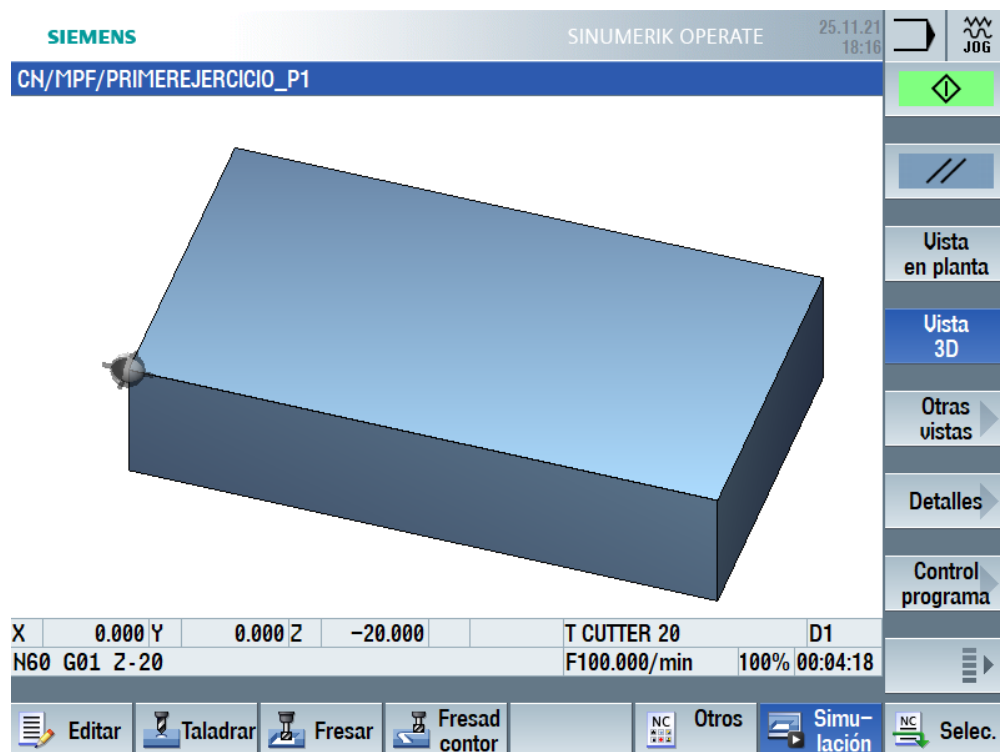 SIEMENS
SINUMERIK OPERATE
25.11.21
18:16
JOG
CN/MPF/PRIMEREJERCICIO_P1
Vista
en planta
Vista
3D
Otras
vistas
Detalles
Control
programa
X 0.000 Y 0.000 Z -20.000 T CUTTER 20 D1
N60 G01 Z-20 F100.000/min 100% 00:04:18
Editar
Taladrar
Fresar
Fresad
contor
NC
Otros
Simu-
lación
NC
Selec.